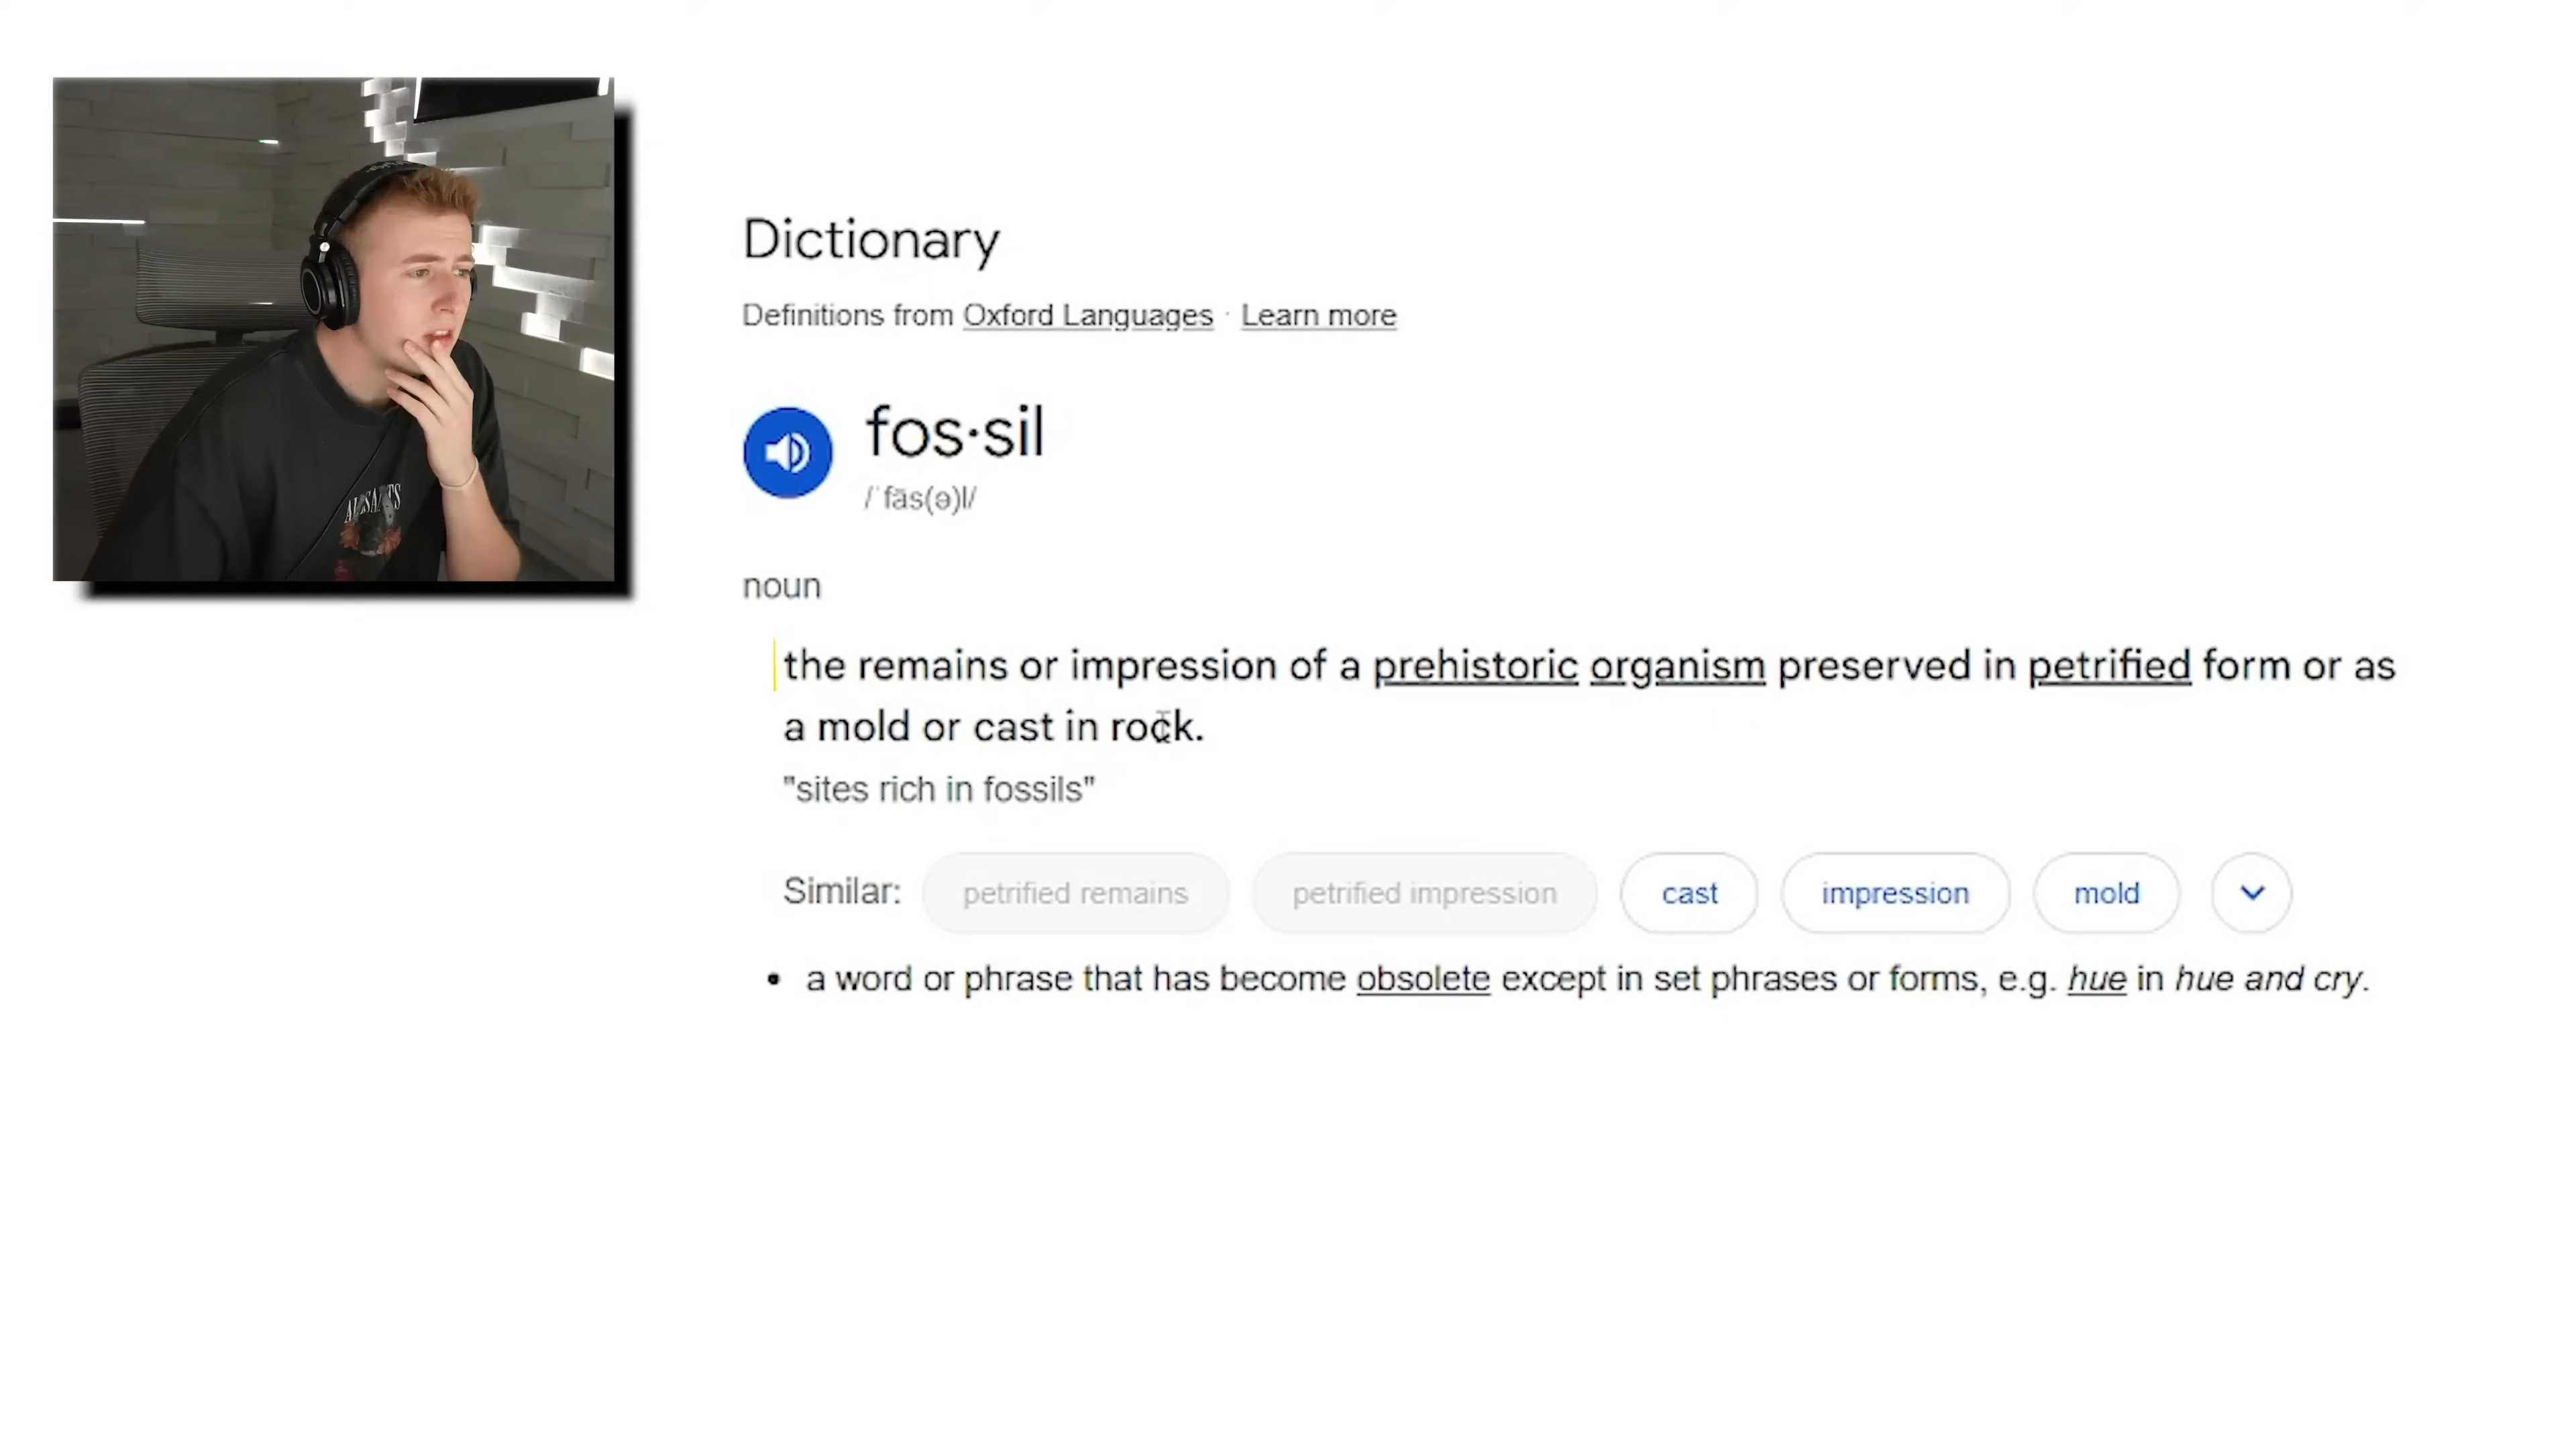 Dictionary
Definitions from Oxford Languages · Learn more
fos·sil
/ˈfäs(ə)l/
noun
the remains or impression of a prehistoric organism preserved in petrified form or as
a mold or cast in rock.
"sites rich in fossils"
Similar: petrified remains petrified impression cast impression mold
• a word or phrase that has become obsolete except in set phrases or forms, e.g. hue in hue and cry.